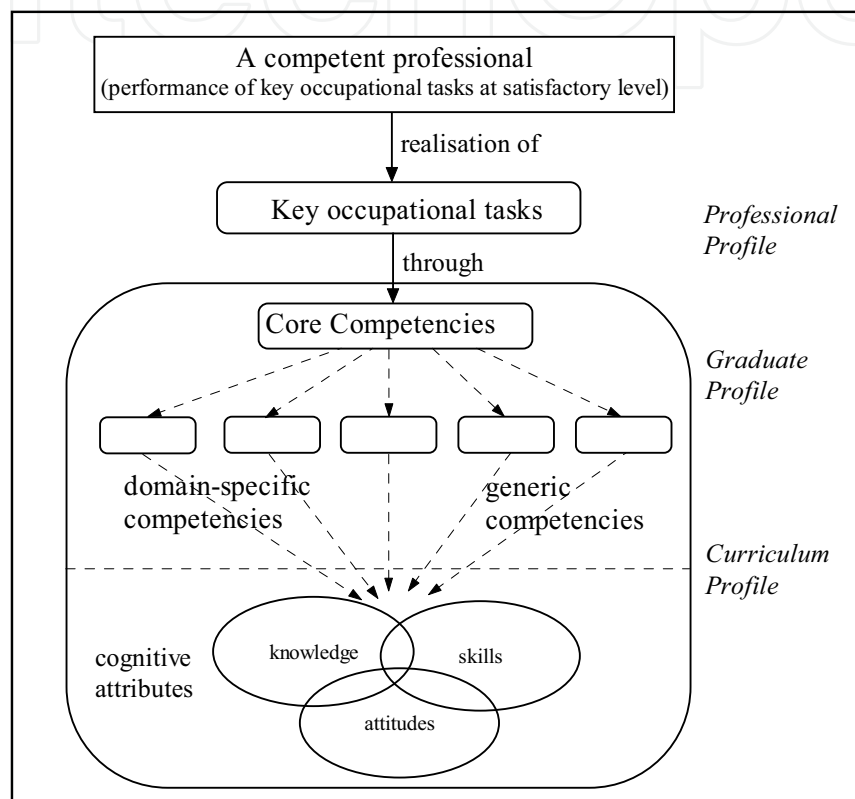 A competent professional
(performance of key occupational tasks at satisfactory level)
realisation of
Key occupational tasks
Professional
Profile
through
Core Competencies
Graduate
Profile
domain-specific
competencies
generic
competencies
Curriculum
Profile
cognitive
attributes
knowledge
skills
attitudes